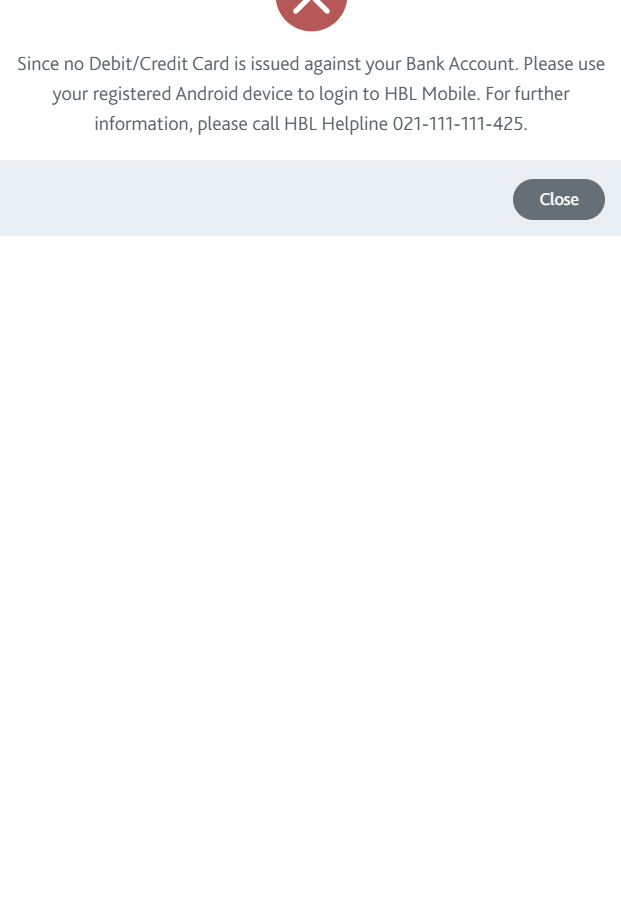 Since no Debit/Credit Card is issued against your Bank Account. Please use
your registered Android device to login to HBL Mobile. For further
information, please call HBL Helpline 021-111-111-425.
Close